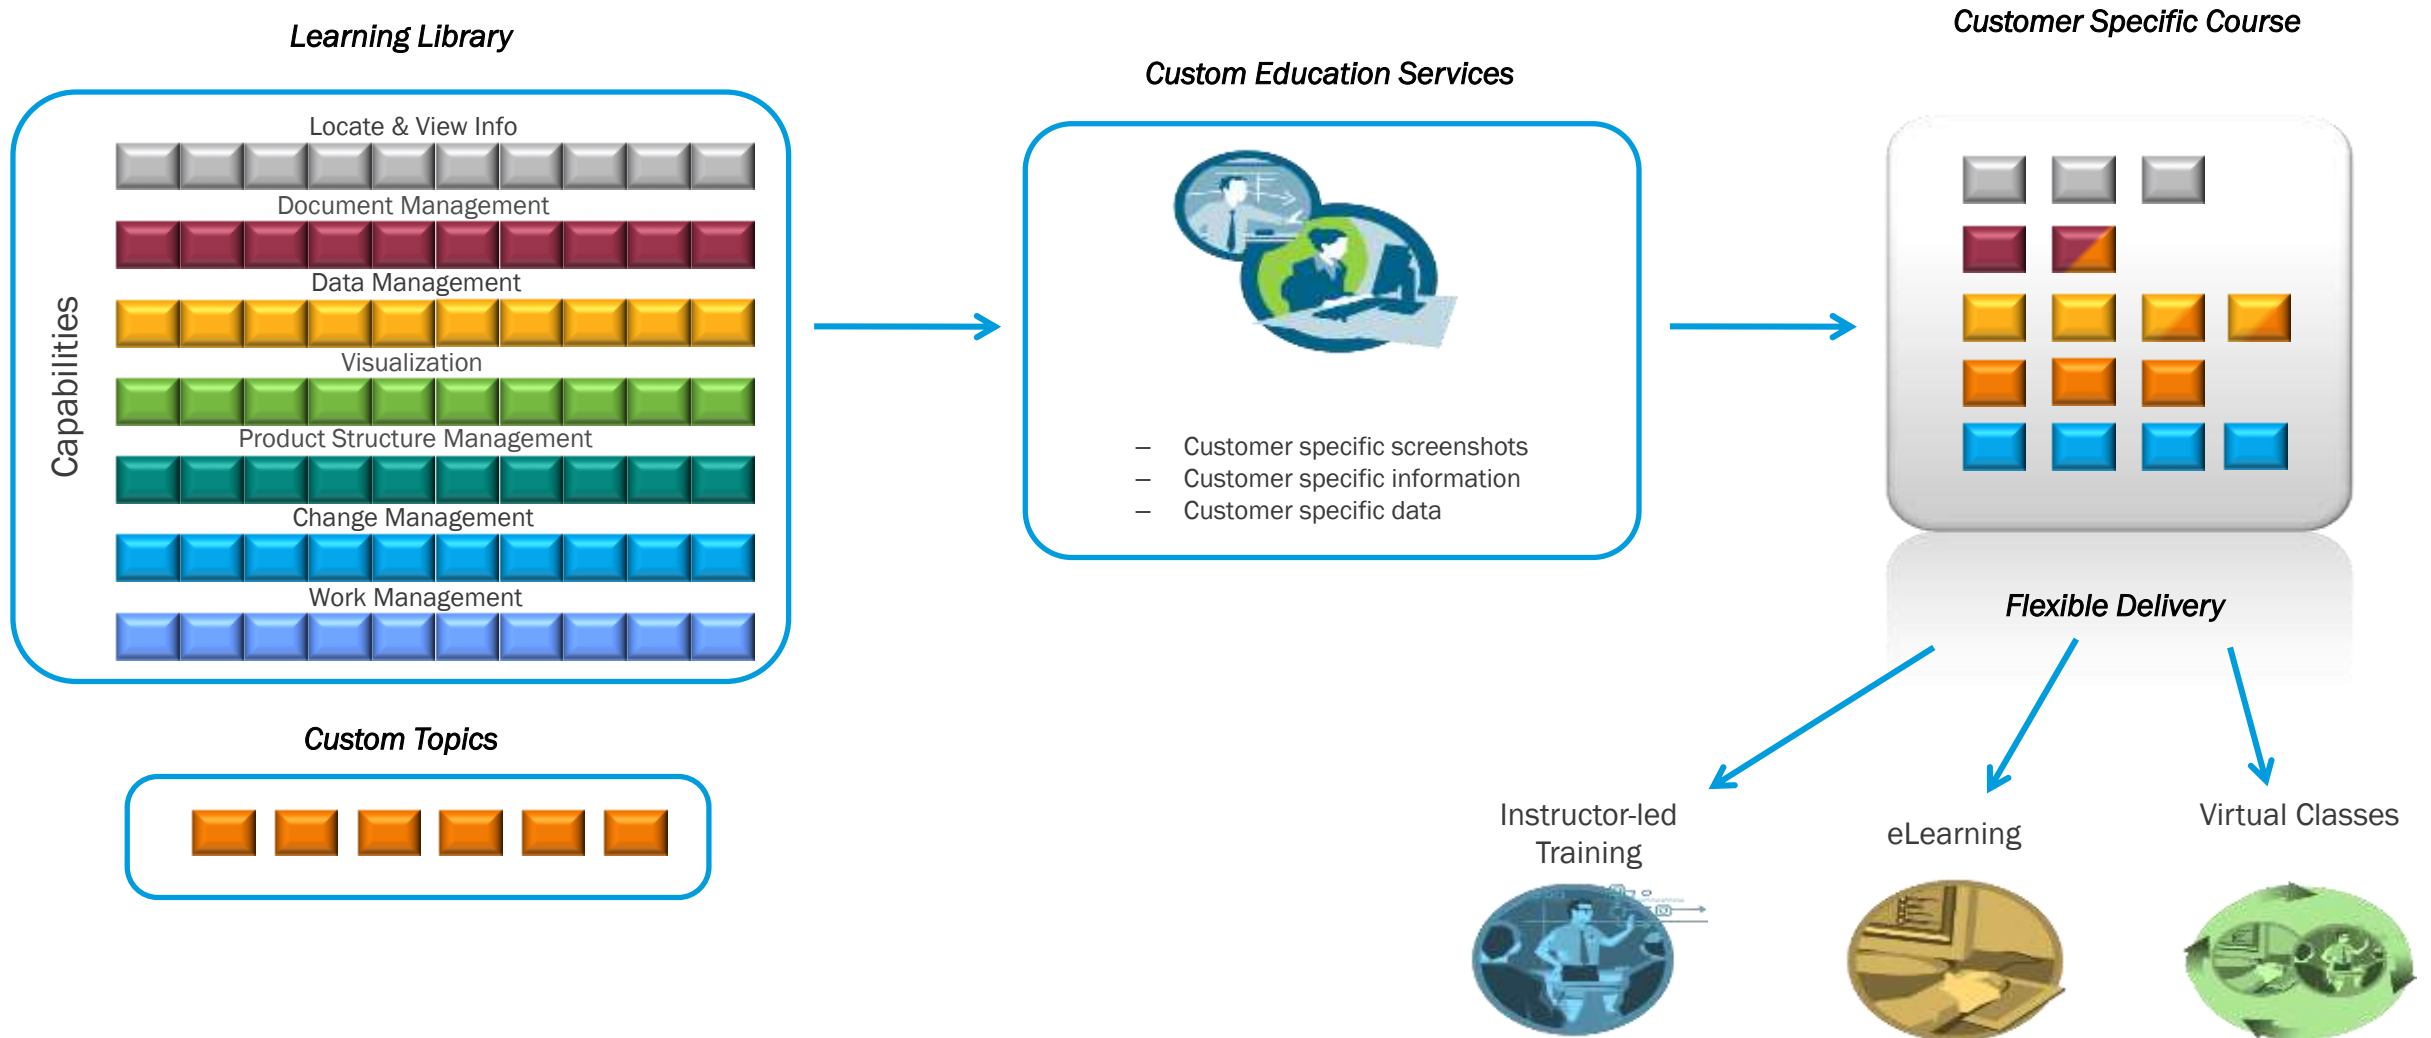 Learning Library
Capabilities
Locate & View Info
Document Management
Data Management
Visualization
Product Structure Management
Change Management
Work Management
Custom Topics
Custom Education Services
– Customer specific screenshots
– Customer specific information
– Customer specific data
Customer Specific Course
Flexible Delivery
Instructor-led
Training
eLearning
Virtual Classes